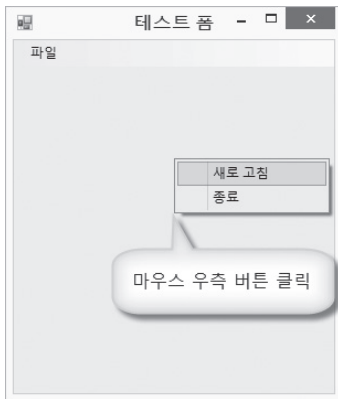 테스트 폼
파일
새로 고침
종료
마우스 우측 버튼 클릭